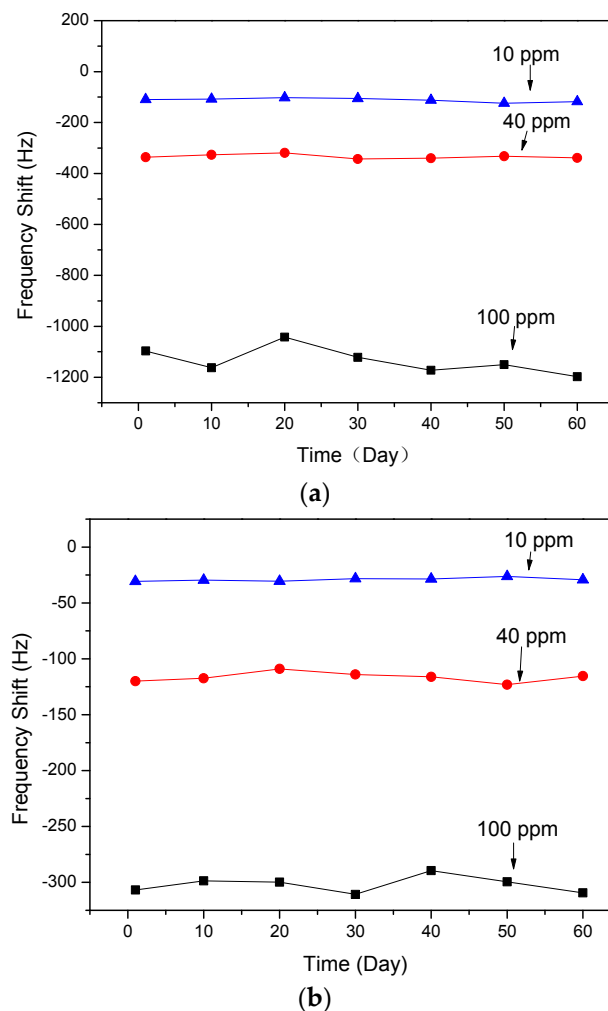 200
0
-200
-400
-600
-800
-1000
-1200
Frequency Shift (Hz)
10 ppm
40 ppm
100 ppm
0 10 20 30 40 50 60
Time（Day）
(a)
0
-50
-100
-150
-200
-250
-300
Frequency Shift (Hz)
10 ppm
40 ppm
100 ppm
0 10 20 30 40 50 60
Time (Day)
(b)